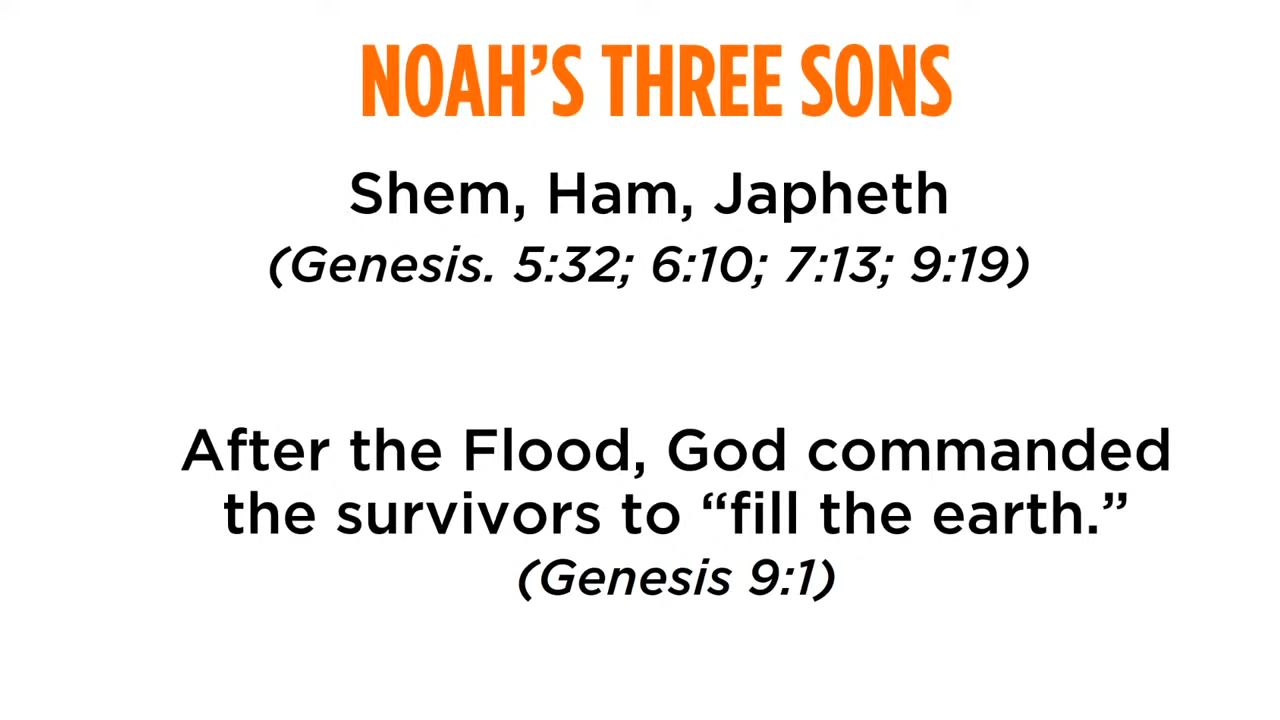 NOAH’S THREE SONS
Shem, Ham, Japheth
(Genesis. 5:32; 6:10; 7:13; 9:19)
After the Flood, God commanded
the survivors to “fill the earth.”
(Genesis 9:1)